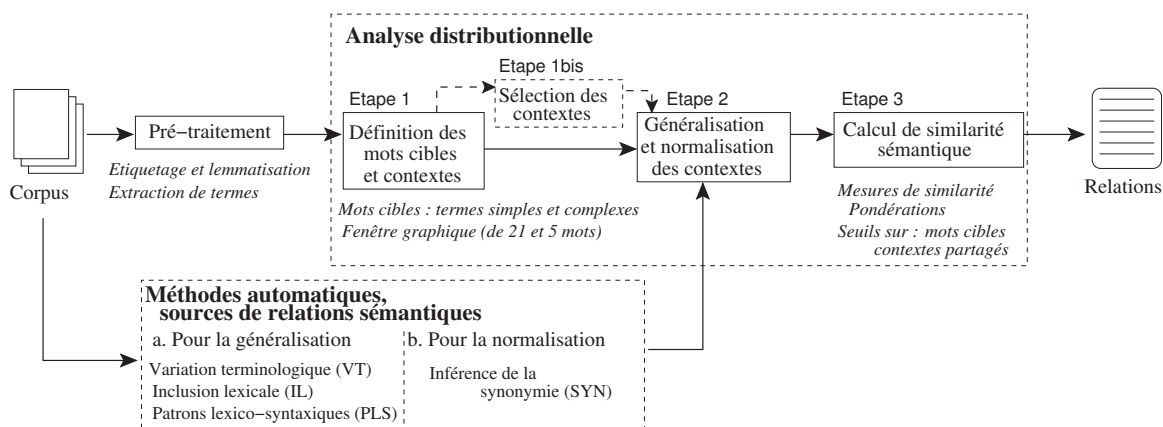 Analyse distributionnelle
Etape 1bis
Sélection des
contextes
Etape 1
Définition des
mots cibles
et contextes
Etape 2
Généralisation
et normalisation
des contextes
Etape 3
Calcul de similarité
sémantique
Corpus
Pré−traitement
Etiquetage et lemmatisation
Extraction de termes
Mots cibles : termes simples et complexes
Fenêtre graphique (de 21 et 5 mots)
Mesures de similarité
Pondérations
Seuils sur : mots cibles
contextes partagés
Relations
Méthodes automatiques,
sources de relations sémantiques
a. Pour la généralisation
Variation terminologique (VT)
Inclusion lexicale (IL)
Patrons lexico−syntaxiques (PLS)
b. Pour la normalisation
Inférence de la
synonymie (SYN)